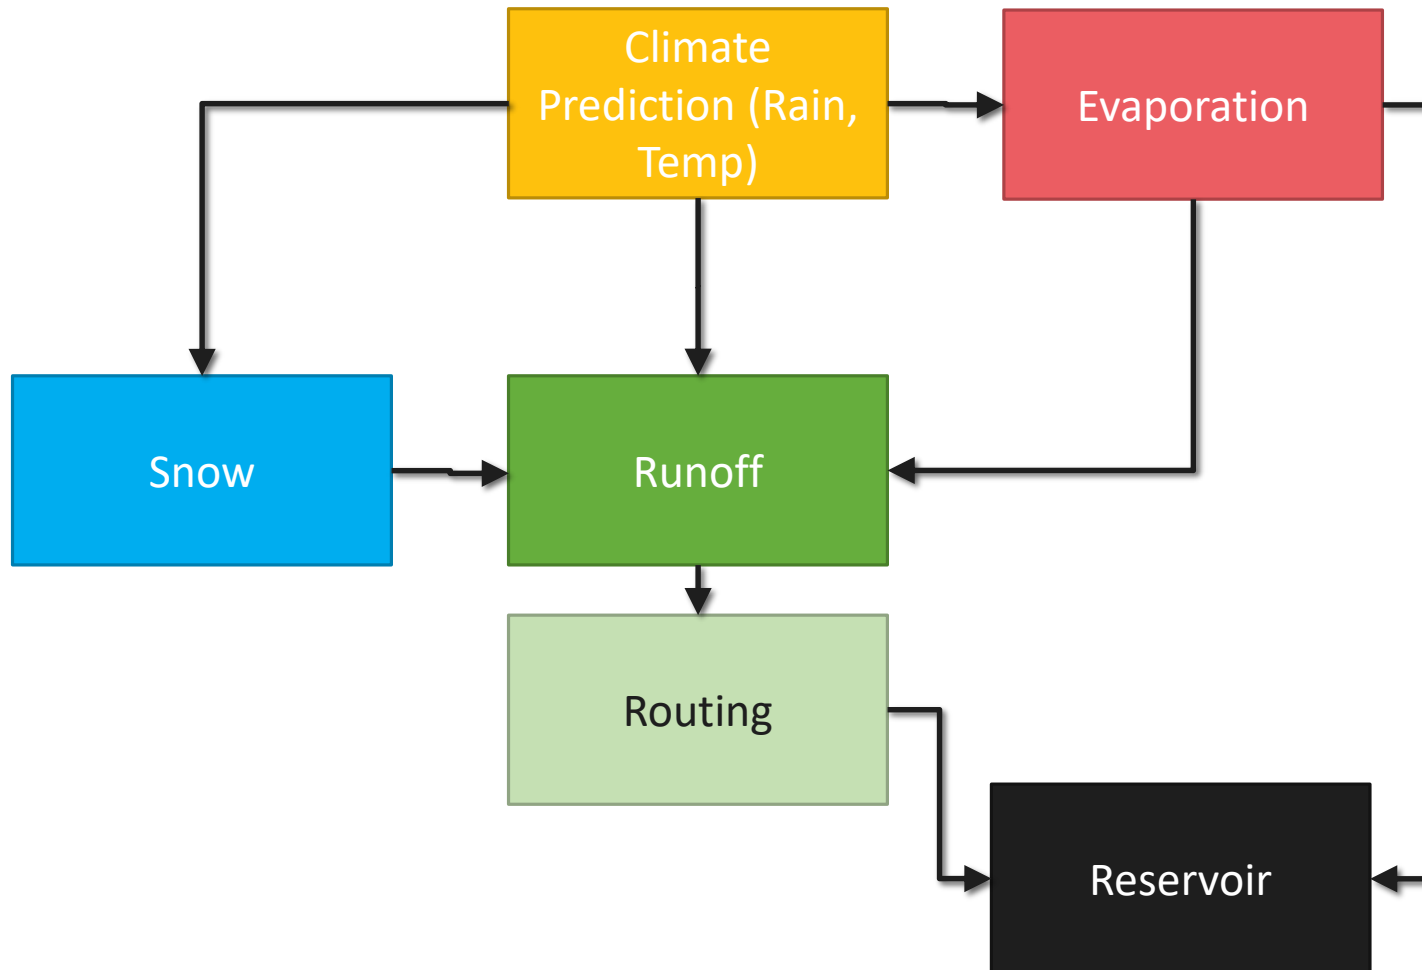 Climate
Prediction (Rain,
Temp)
Evaporation
Snow
Runoff
Routing
Reservoir